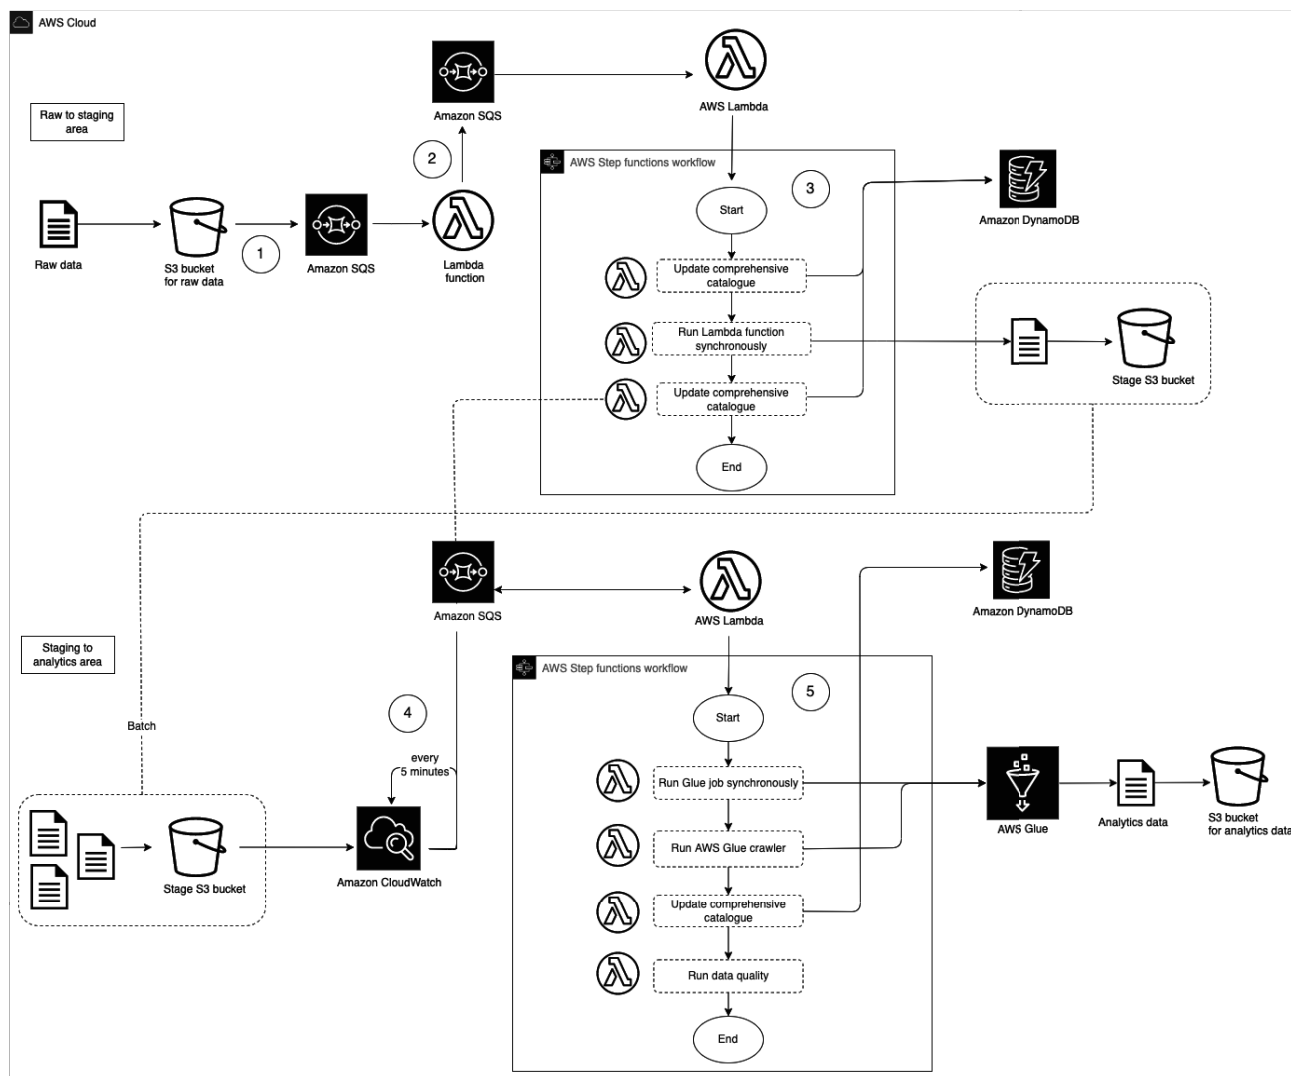 AWS Cloud
Raw to staging
area
Amazon SQS
AWS Lambda
2
AWS Step functions workflow
3
Start
Amazon DynamoDB
Raw data
S3 bucket
for raw data
1
Amazon SQS
Lambda
function
Update comprehensive
catalogue
Run Lambda function
synchronously
Update comprehensive
catalogue
End
Stage S3 bucket
Amazon SQS
AWS Lambda
Amazon DynamoDB
Staging to
analytics area
Batch
4
every
5 minutes
Stage S3 bucket
Amazon CloudWatch
AWS Step functions workflow
5
Start
Run Glue job synchronously
Run AWS Glue crawler
Update comprehensive
catalogue
Run data quality
End
AWS Glue
Analytics data
S3 bucket
for analytics data